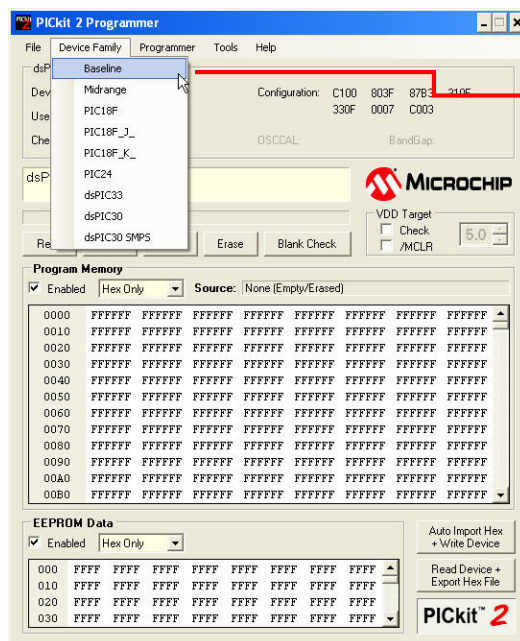 PICkit 2 Programmer
File Device Family Programmer Tools Help
Baseline
Midrange
PIC18F
PIC18F_J_
PIC18F_K_
PIC24
dsPIC33
dsPIC30
dsPIC30 SMPS
dsP
Dev
Use
Che
Configuration: C100 803F 87B3 310F
330F 0007 C003
OSCCAL: BandGap:
dsP
MICROCHIP
VDD Target
Check
/MCLR
5.0
Re
Erase
Blank Check
Program Memory
Enabled Hex Only Source: None (Empty/Erased)
0000 FFFFFF FFFFFF FFFFFF FFFFFF FFFFFF FFFFFF FFFFFF FFFFFF
0010 FFFFFF FFFFFF FFFFFF FFFFFF FFFFFF FFFFFF FFFFFF FFFFFF
0020 FFFFFF FFFFFF FFFFFF FFFFFF FFFFFF FFFFFF FFFFFF FFFFFF
0030 FFFFFF FFFFFF FFFFFF FFFFFF FFFFFF FFFFFF FFFFFF FFFFFF
0040 FFFFFF FFFFFF FFFFFF FFFFFF FFFFFF FFFFFF FFFFFF FFFFFF
0050 FFFFFF FFFFFF FFFFFF FFFFFF FFFFFF FFFFFF FFFFFF FFFFFF
0060 FFFFFF FFFFFF FFFFFF FFFFFF FFFFFF FFFFFF FFFFFF FFFFFF
0070 FFFFFF FFFFFF FFFFFF FFFFFF FFFFFF FFFFFF FFFFFF FFFFFF
0080 FFFFFF FFFFFF FFFFFF FFFFFF FFFFFF FFFFFF FFFFFF FFFFFF
0090 FFFFFF FFFFFF FFFFFF FFFFFF FFFFFF FFFFFF FFFFFF FFFFFF
00A0 FFFFFF FFFFFF FFFFFF FFFFFF FFFFFF FFFFFF FFFFFF FFFFFF
00B0 FFFFFF FFFFFF FFFFFF FFFFFF FFFFFF FFFFFF FFFFFF FFFFFF
EEPROM Data
Enabled Hex Only
000 FFFF FFFF FFFF FFFF FFFF FFFF FFFF FFFF
010 FFFF FFFF FFFF FFFF FFFF FFFF FFFF FFFF
020 FFFF FFFF FFFF FFFF FFFF FFFF FFFF FFFF
030 FFFF FFFF FFFF FFFF FFFF FFFF FFFF FFFF
Auto Import Hex
+ Write Device
Read Device +
Export Hex File
PICkit™ 2